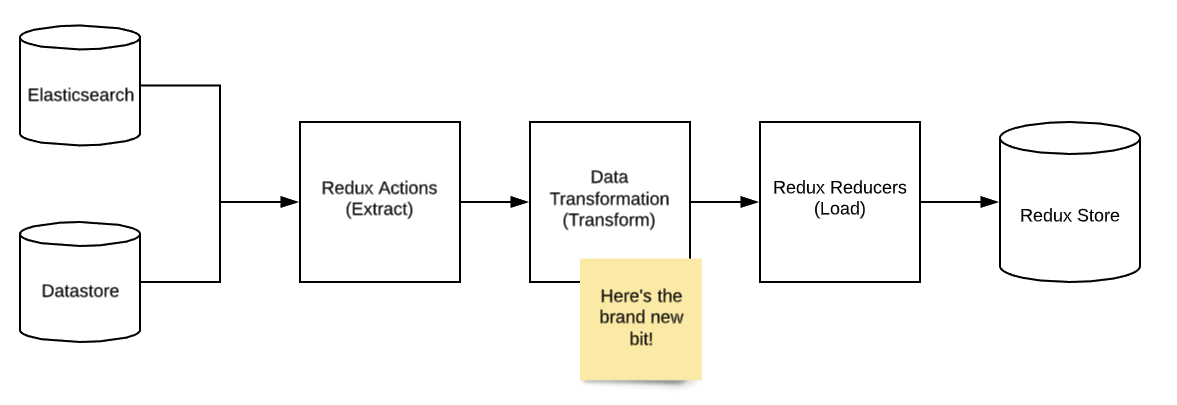 Elasticsearch
Datastore
Redux Actions
(Extract)
Data
Transformation
(Transform)
Here's the
brand new
bit!
Redux Reducers
(Load)
Redux Store